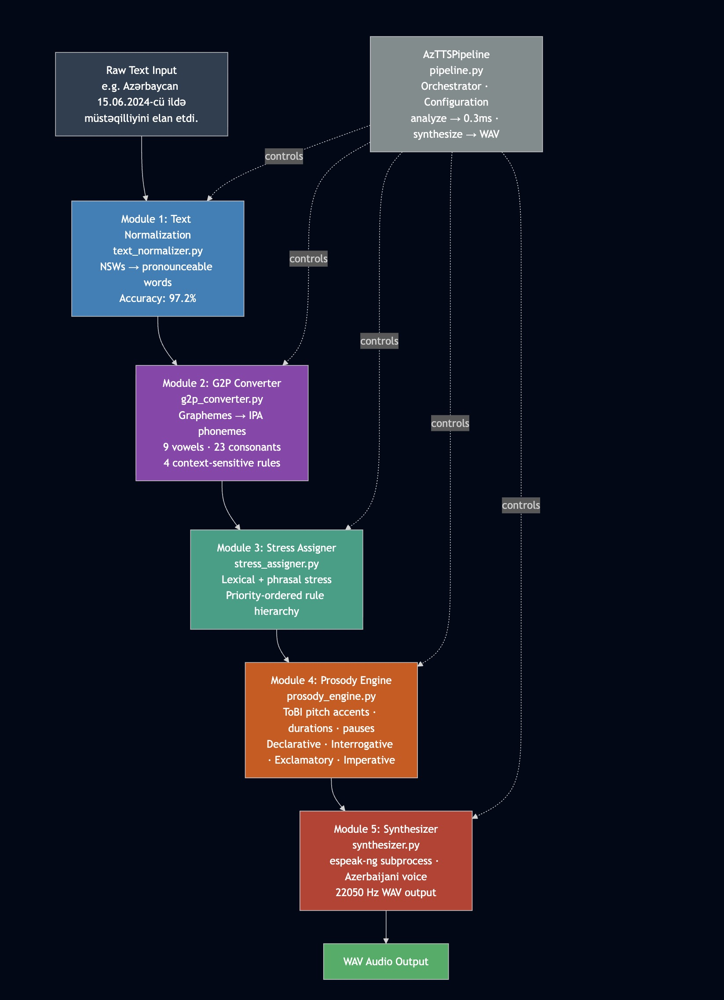 Raw Text Input
e.g. Azərbaycan
15.06.2024-cü ildə
müstəqilliyini elan etdi.
AzTTSPipeline
pipeline.py
Orchestrator ·
Configuration
analyze → 0.3ms ·
synthesize → WAV
controls
Module 1: Text
Normalization
text_normalizer.py
NSWs → pronounceable
words
Accuracy: 97.2%
controls
controls
Module 2: G2P Converter
g2p_converter.py
Graphemes → IPA
phonemes
9 vowels · 23 consonants
4 context-sensitive rules
controls
controls
Module 3: Stress Assigner
stress_assigner.py
Lexical + phrasal stress
Priority-ordered rule
hierarchy
Module 4: Prosody Engine
prosody_engine.py
ToBI pitch accents ·
durations · pauses
Declarative · Interrogative
· Exclamatory · Imperative
Module 5: Synthesizer
synthesizer.py
espeak-ng subprocess ·
Azerbaijani voice
22050 Hz WAV output
WAV Audio Output